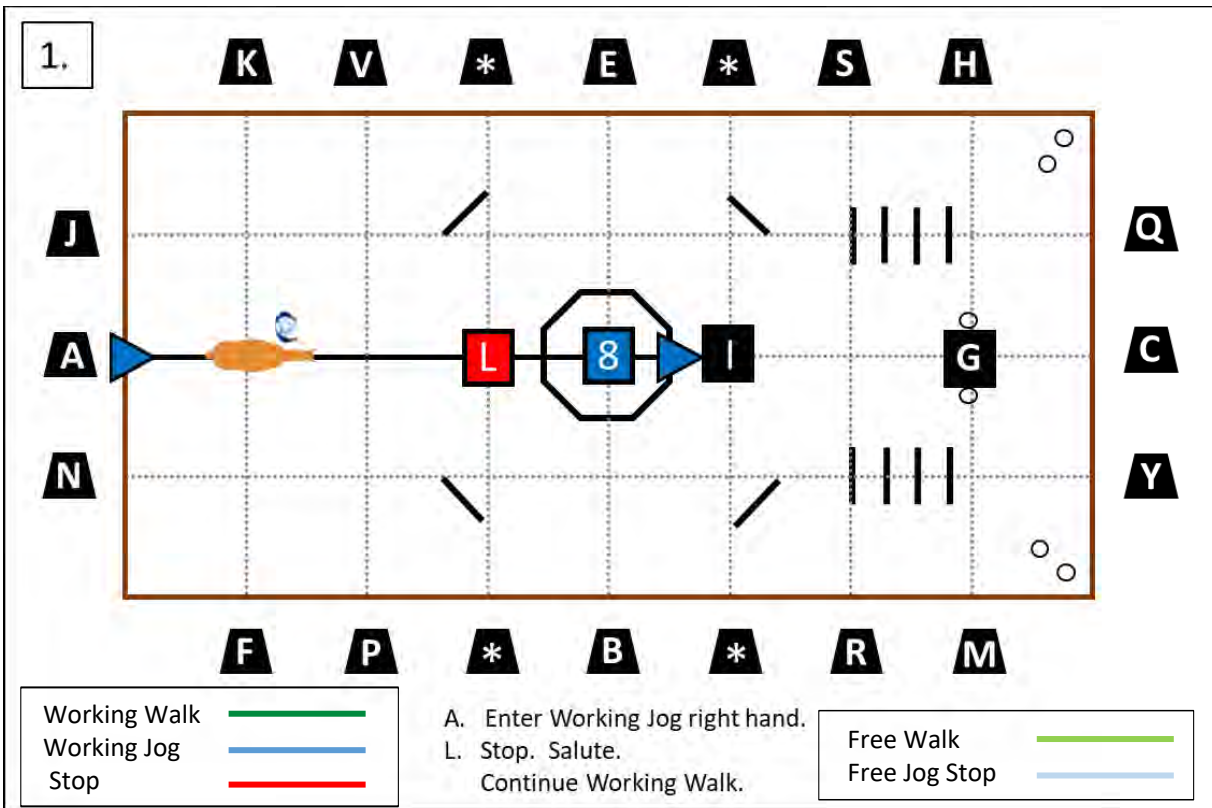 1.
K V * E * S H
J Q
A L 8 I G C
N Y
F P * B * R M
Working Walk
Working Jog
Stop
A. Enter Working Jog right hand.
L. Stop. Salute.
Continue Working Walk.
Free Walk
Free Jog Stop